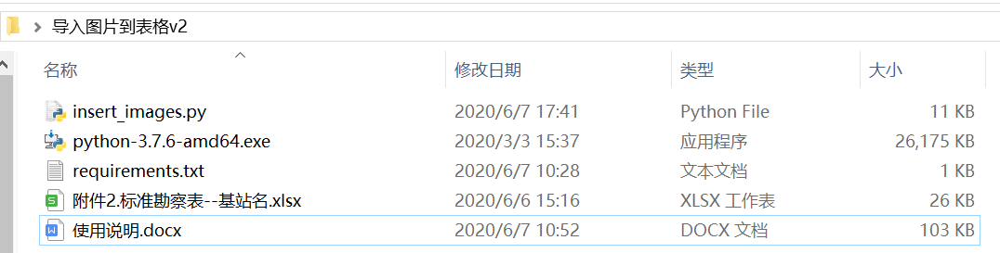 导入图片到表格v2
名称 修改日期 类型 大小
insert_images.py 2020/6/7 17:41 Python File 11 KB
python-3.7.6-amd64.exe 2020/3/3 15:37 应用程序 26,175 KB
requirements.txt 2020/6/7 10:28 文本文档 1 KB
附件2.标准勘察表--基站名.xlsx 2020/6/6 15:16 XLSX 工作表 26 KB
使用说明.docx 2020/6/7 10:52 DOCX 文档 103 KB